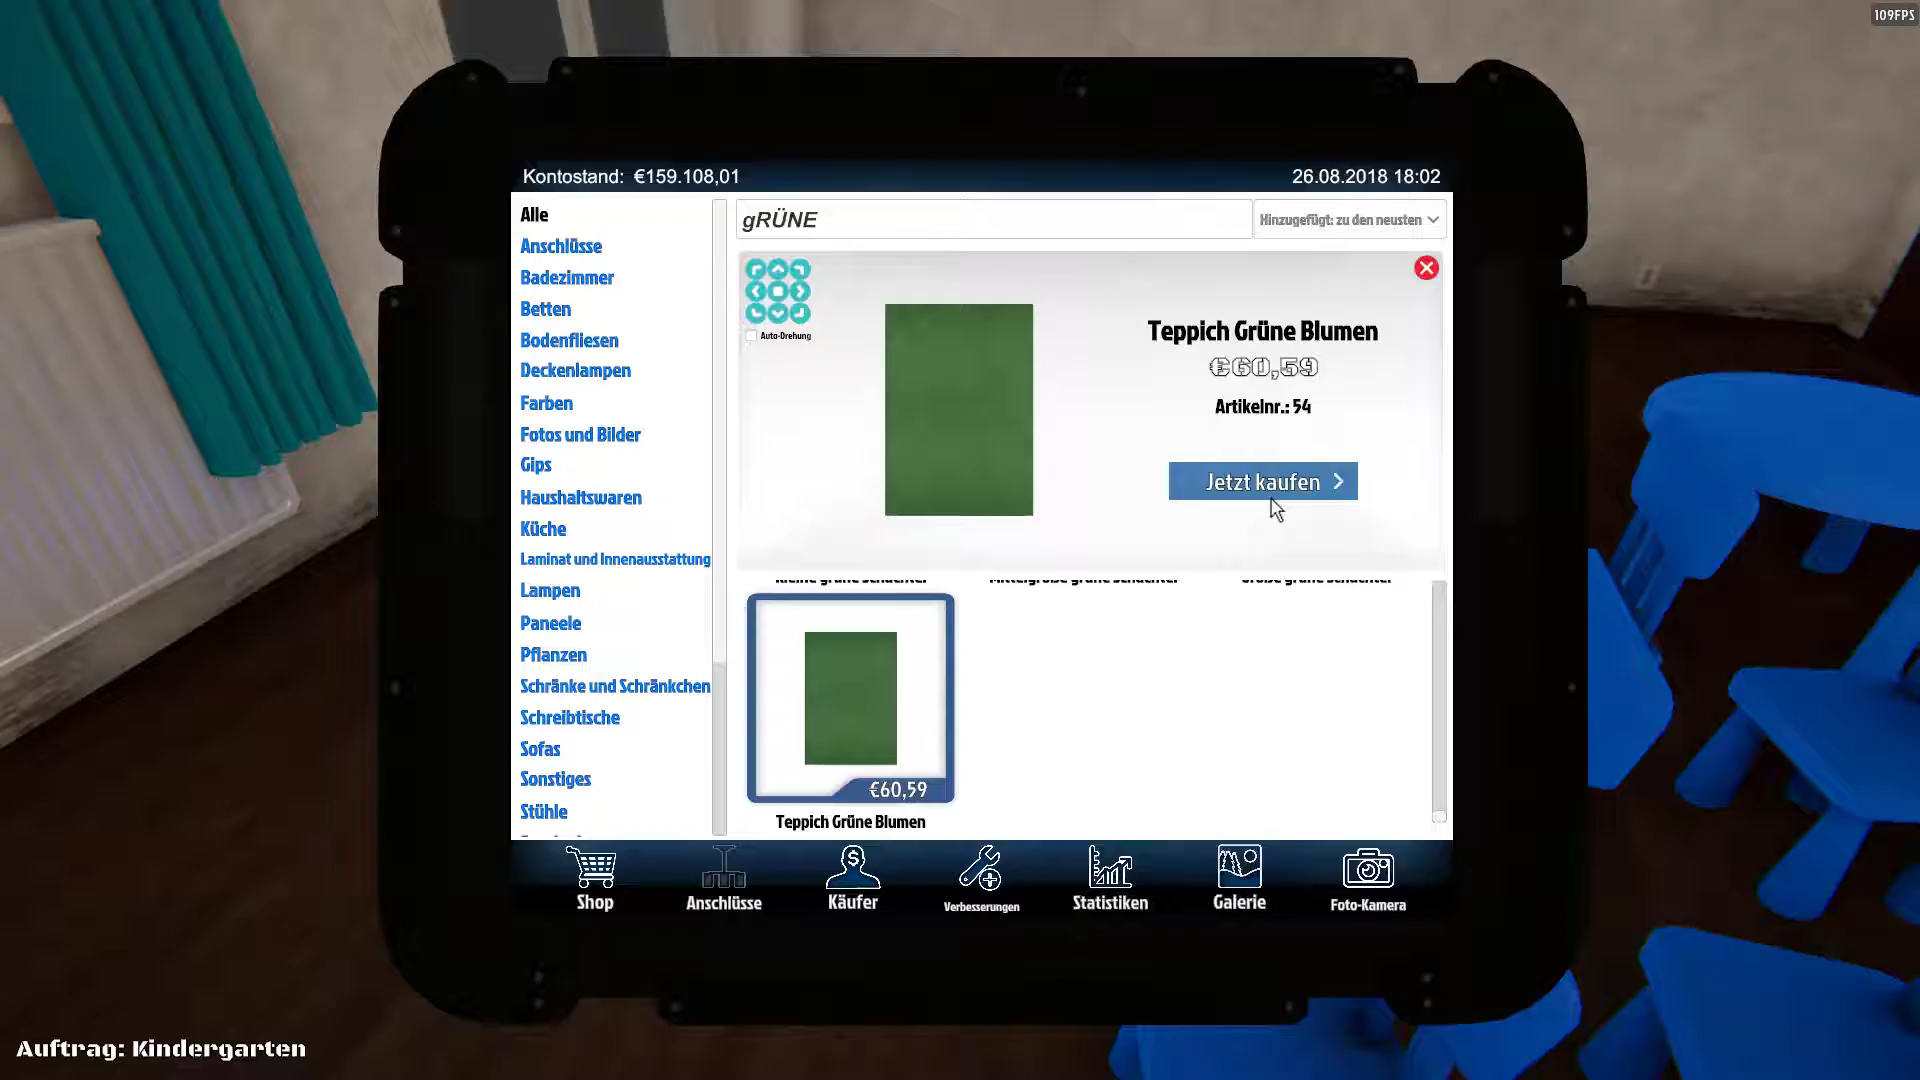 109FPS
Kontostand: €159.108,01
26.08.2018 18:02
Alle
Anschlüsse
Badezimmer
Betten
Bodenfliesen
Deckenlampen
Farben
Fotos und Bilder
Gips
Haushaltswaren
Küche
Laminat und Innenausstattung
Lampen
Paneele
Pflanzen
Schränke und Schränkchen
Schreibtische
Sofas
Sonstiges
Stühle
gRÜNE
Hinzugefügt: zu den neusten
Auto-Drehung
Teppich Grüne Blumen
€60,59
Artikelnr.: 54
Jetzt kaufen
€60,59
Teppich Grüne Blumen
Shop
Anschlüsse
Käufer
Verbesserungen
Statistiken
Galerie
Foto-Kamera
Auftrag: Kindergarten